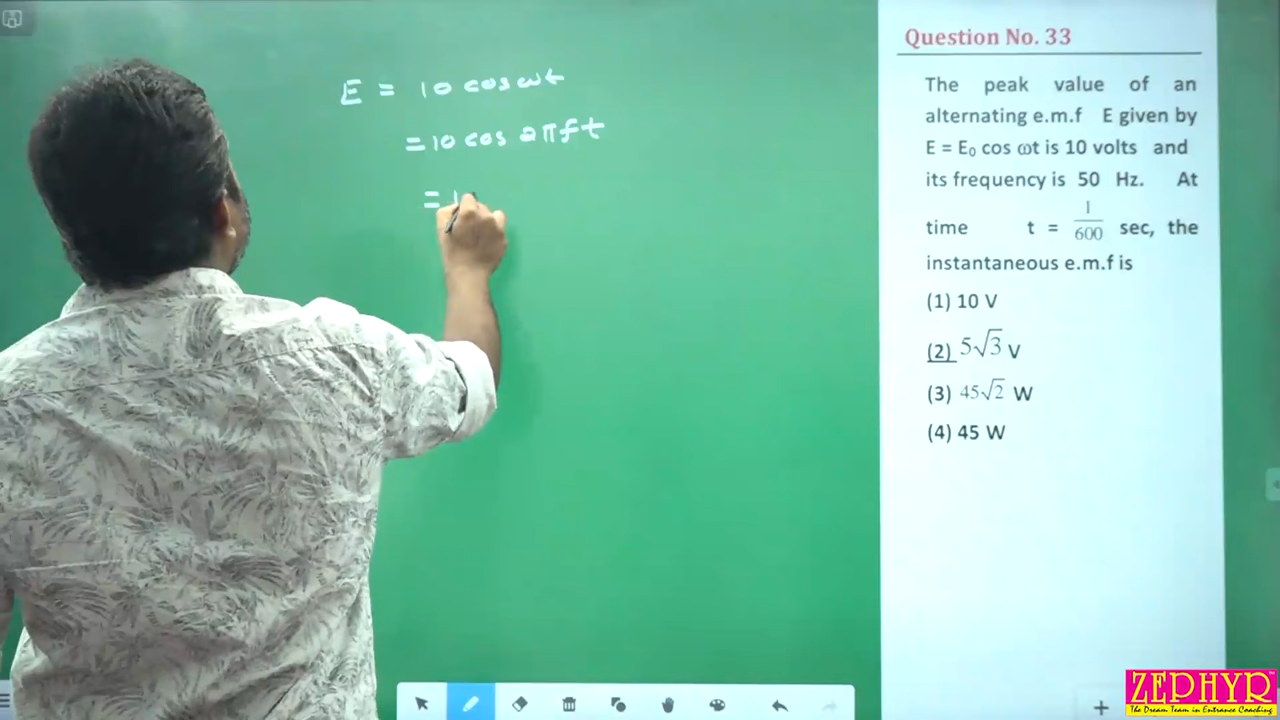 E = 10 cos ωt
= 10 cos 2πft
= 1
Question No. 33
The peak value of an
alternating e.m.f E given by
E = E₀ cos ωt is 10 volts and
its frequency is 50 Hz. At
time t = 1/600 sec, the
instantaneous e.m.f is
(1) 10 V
(2) 5√3 V
(3) 45√2 W
(4) 45 W
ZEPHYR
The Dream Team in Entrance Coaching